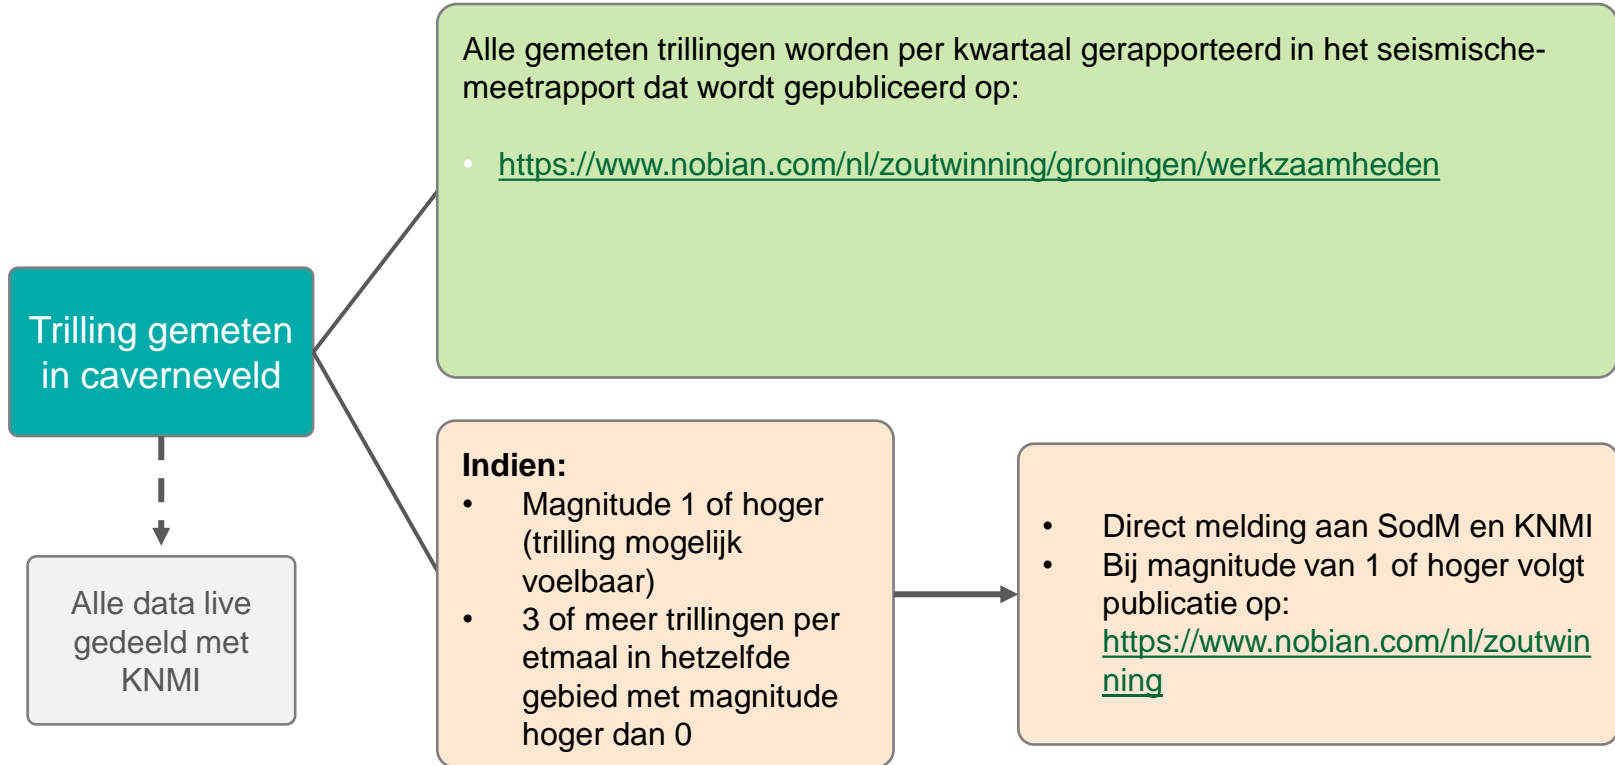 Alle gemeten trillingen worden per kwartaal gerapporteerd in het seismische-
meetrapport dat wordt gepubliceerd op:
• https://www.nobian.com/nl/zoutwinning/groningen/werkzaamheden
Trilling gemeten
in caverneveld
Alle data live
gedeeld met
KNMI
Indien:
• Magnitude 1 of hoger
(trilling mogelijk
voelbaar)
• 3 of meer trillingen per
etmaal in hetzelfde
gebied met magnitude
hoger dan 0
• Direct melding aan SodM en KNMI
• Bij magnitude van 1 of hoger volgt
publicatie op:
https://www.nobian.com/nl/zoutwin
ning